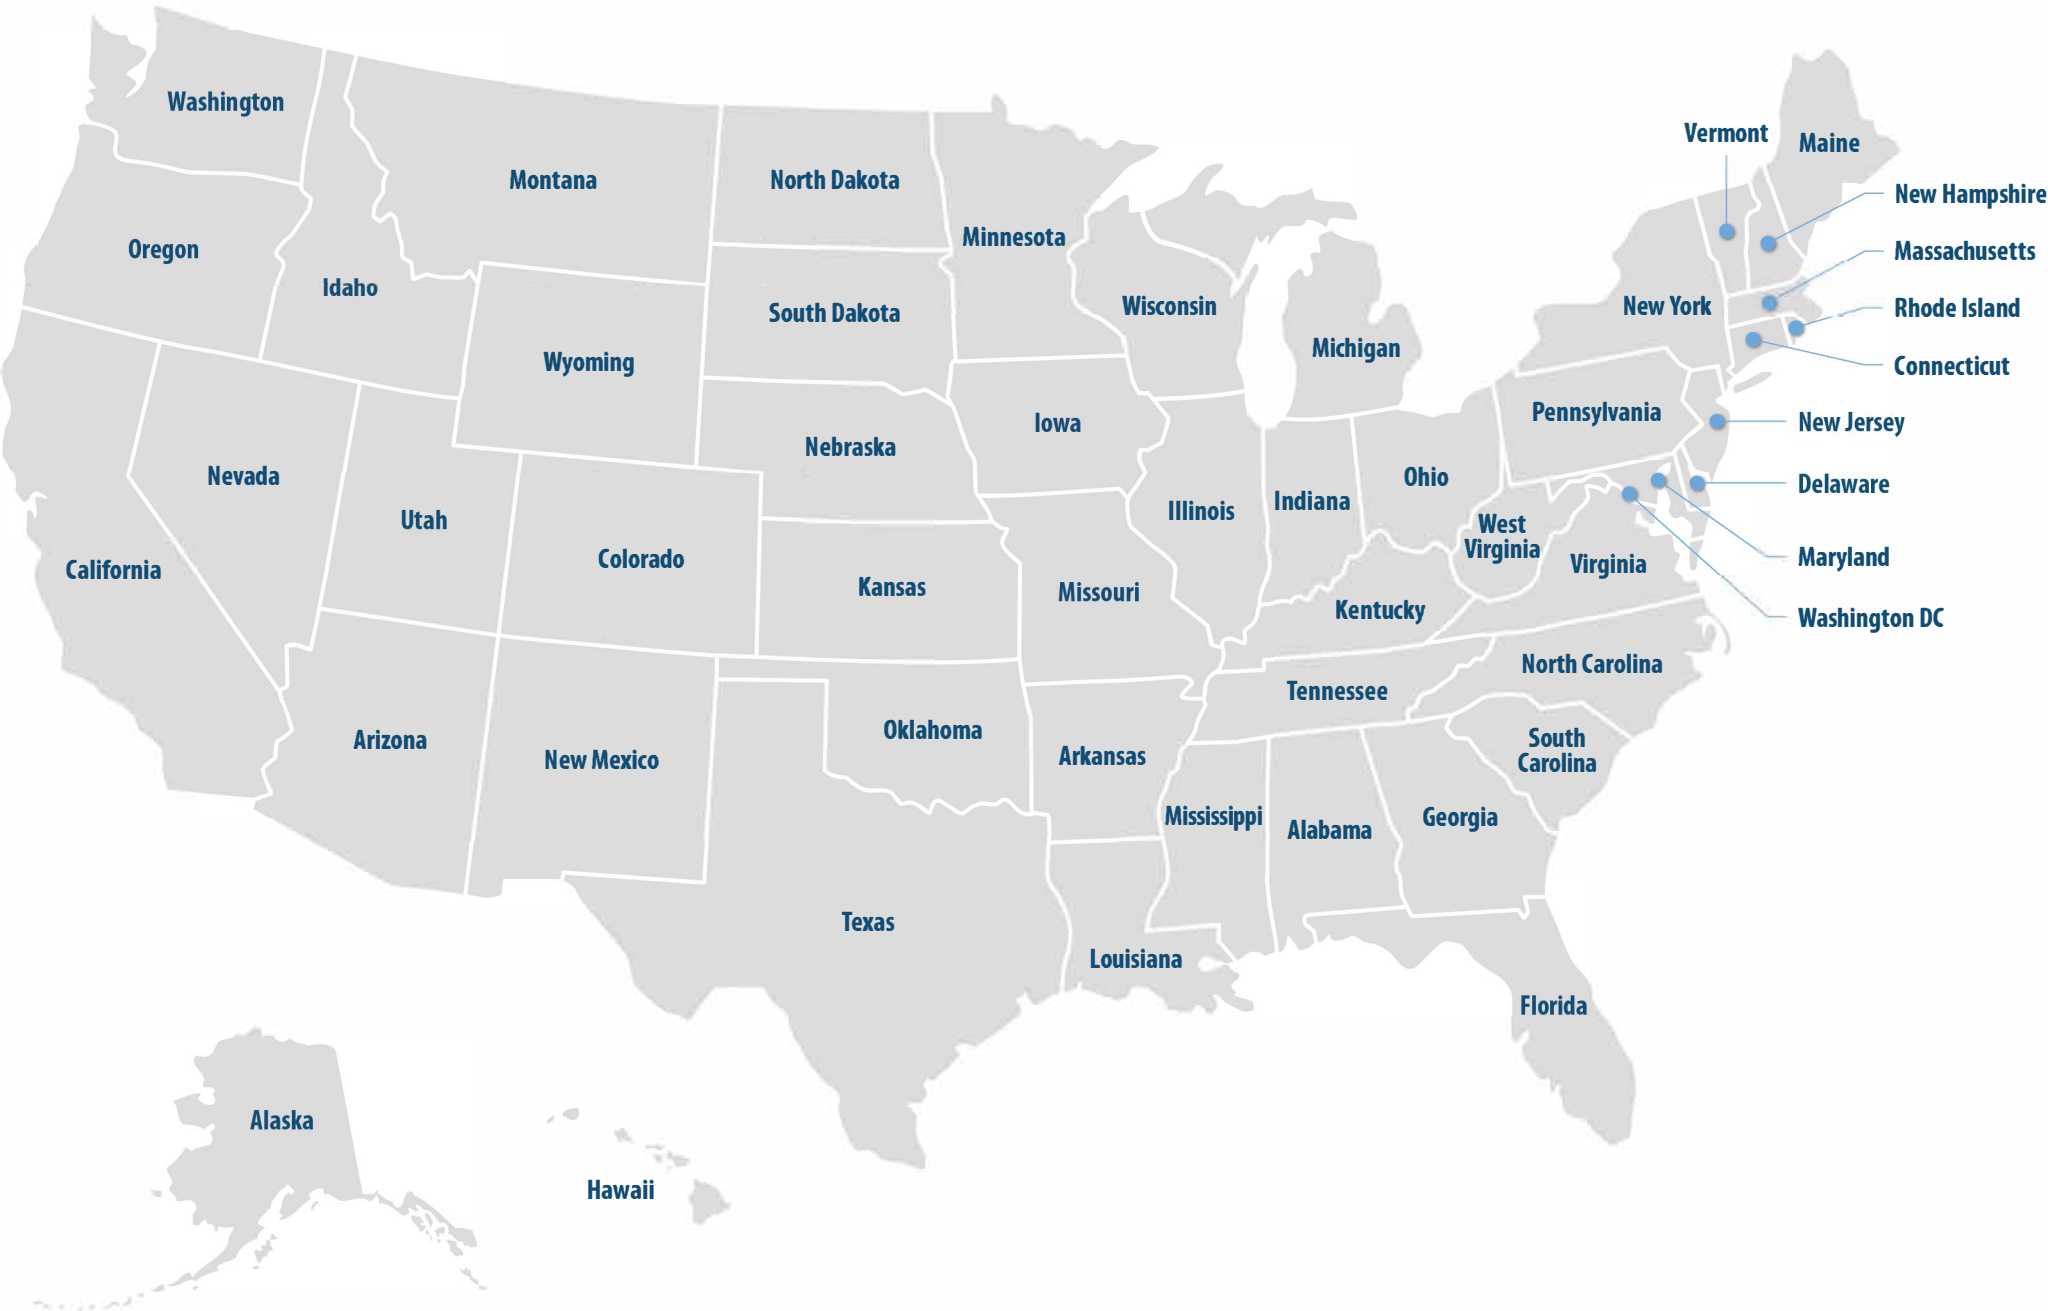 Washington
Montana
North Dakota
Minnesota
Vermont
Maine
New Hampshire
Massachusetts
Rhode Island
Connecticut
Oregon
Idaho
South Dakota
Wisconsin
Michigan
New York
Wyoming
Iowa
Pennsylvania
New Jersey
Nebraska
Nevada
Utah
Illinois
Indiana
Ohio
Delaware
West
Virginia
Virginia
Maryland
Washington DC
California
Colorado
Kansas
Missouri
Kentucky
North Carolina
Tennessee
Arizona
New Mexico
Oklahoma
Arkansas
South
Carolina
Mississippi
Alabama
Georgia
Texas
Louisiana
Florida
Alaska
Hawaii